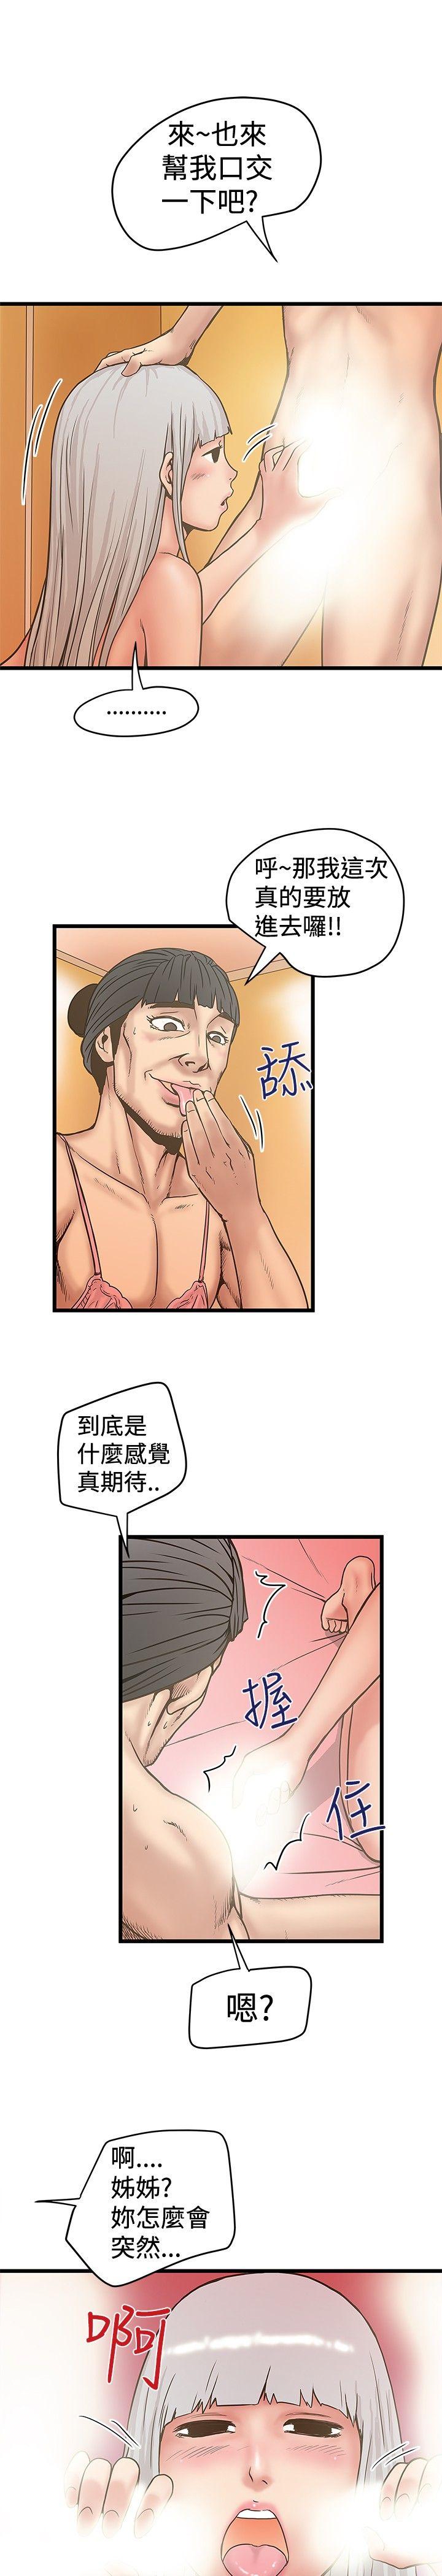 來~也來
幫我口交
一下吧?
..........
呼~那我這次
真的要放
進去囉!!
舔
到底是
什麼感覺
真期待..
握
住
嗯?
啊....
姊姊?
妳怎麼會
突然...
啊